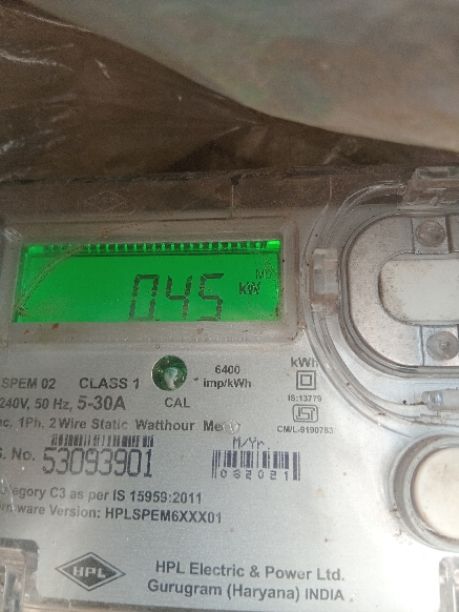 MD
0.45 kW
SPEM 02 CLASS 1 6400 imp/kWh kWh
240V, 50 Hz, 5-30A CAL IS:13779
1Ph, 2 Wire Static Watthour CM/L-9190783
No. 53093901 M/Yr. 062021
C3 as per IS 15959:2011
Version: HPLSPEM6XXX01
HPL HPL Electric & Power Ltd.
Gurugram (Haryana) INDIA